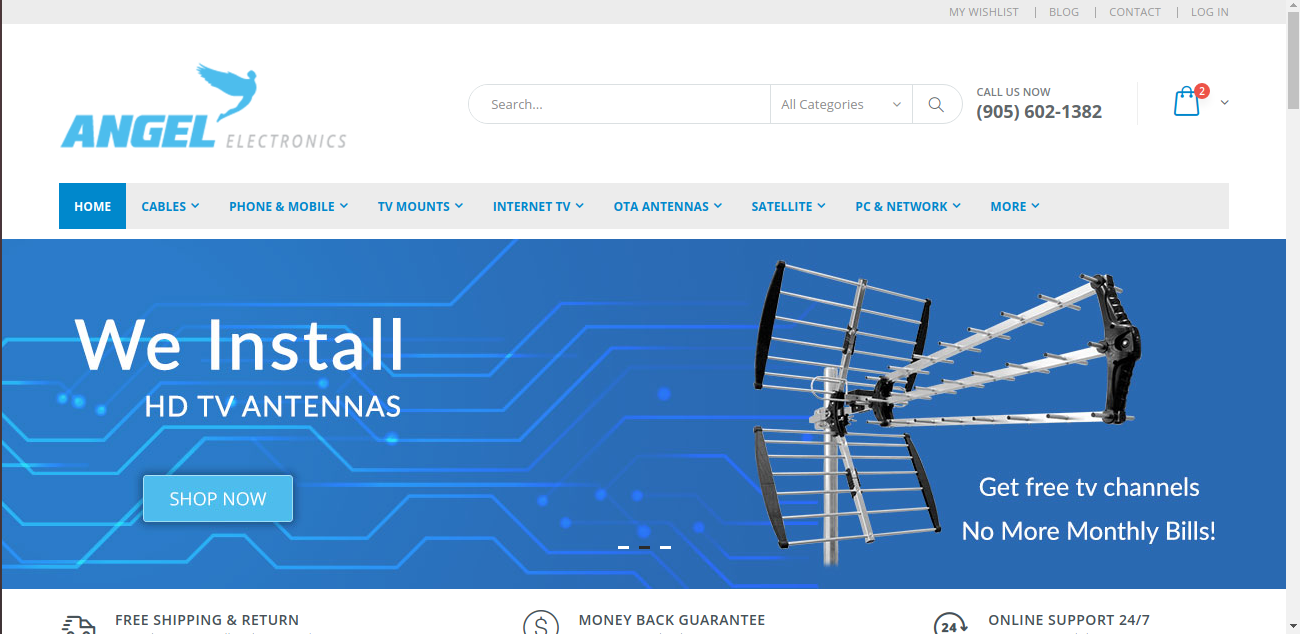 MY WISHLIST | BLOG | CONTACT | LOG IN
ANGEL
ELECTRONICS
Search...
All Categories
CALL US NOW
(905) 602-1382
2
HOME CABLES PHONE & MOBILE TV MOUNTS INTERNET TV OTA ANTENNAS SATELLITE PC & NETWORK MORE
We Install
HD TV ANTENNAS
SHOP NOW
Get free tv channels
No More Monthly Bills!
FREE SHIPPING & RETURN
$
MONEY BACK GUARANTEE
24
ONLINE SUPPORT 24/7